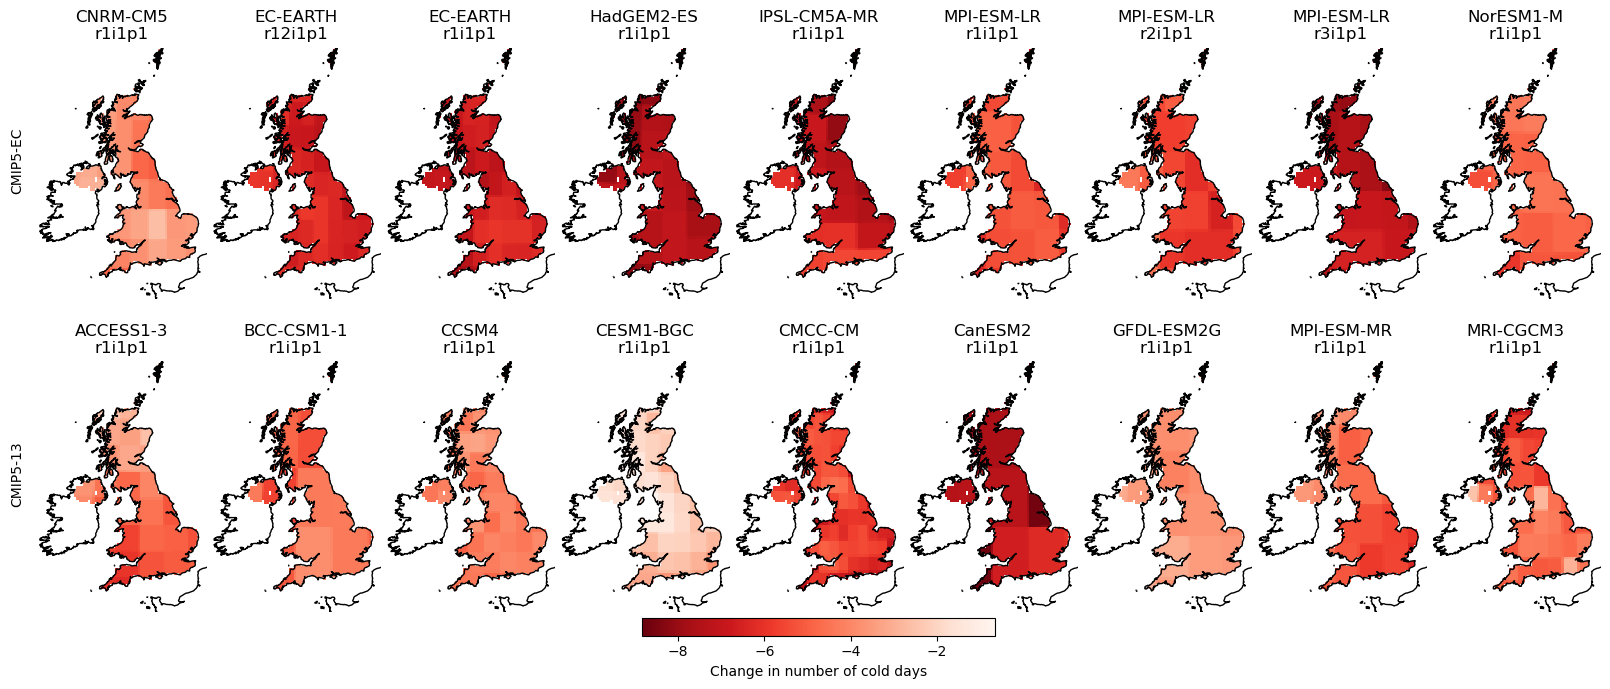 CNRM-CM5 EC-EARTH EC-EARTH HadGEM2-ES IPSL-CM5A-MR MPI-ESM-LR MPI-ESM-LR MPI-ESM-LR NorESM1-M
r1i1p1 r12i1p1 r1i1p1 r1i1p1 r1i1p1 r1i1p1 r2i1p1 r3i1p1 r1i1p1
CMIP5-EC
ACCESS1-3 BCC-CSM1-1 CCSM4 CESM1-BGC CMCC-CM CanESM2 GFDL-ESM2G MPI-ESM-MR MRI-CGCM3
r1i1p1 r1i1p1 r1i1p1 r1i1p1 r1i1p1 r1i1p1 r1i1p1 r1i1p1 r1i1p1
CMIP5-13
−8 −6 −4 −2
Change in number of cold days